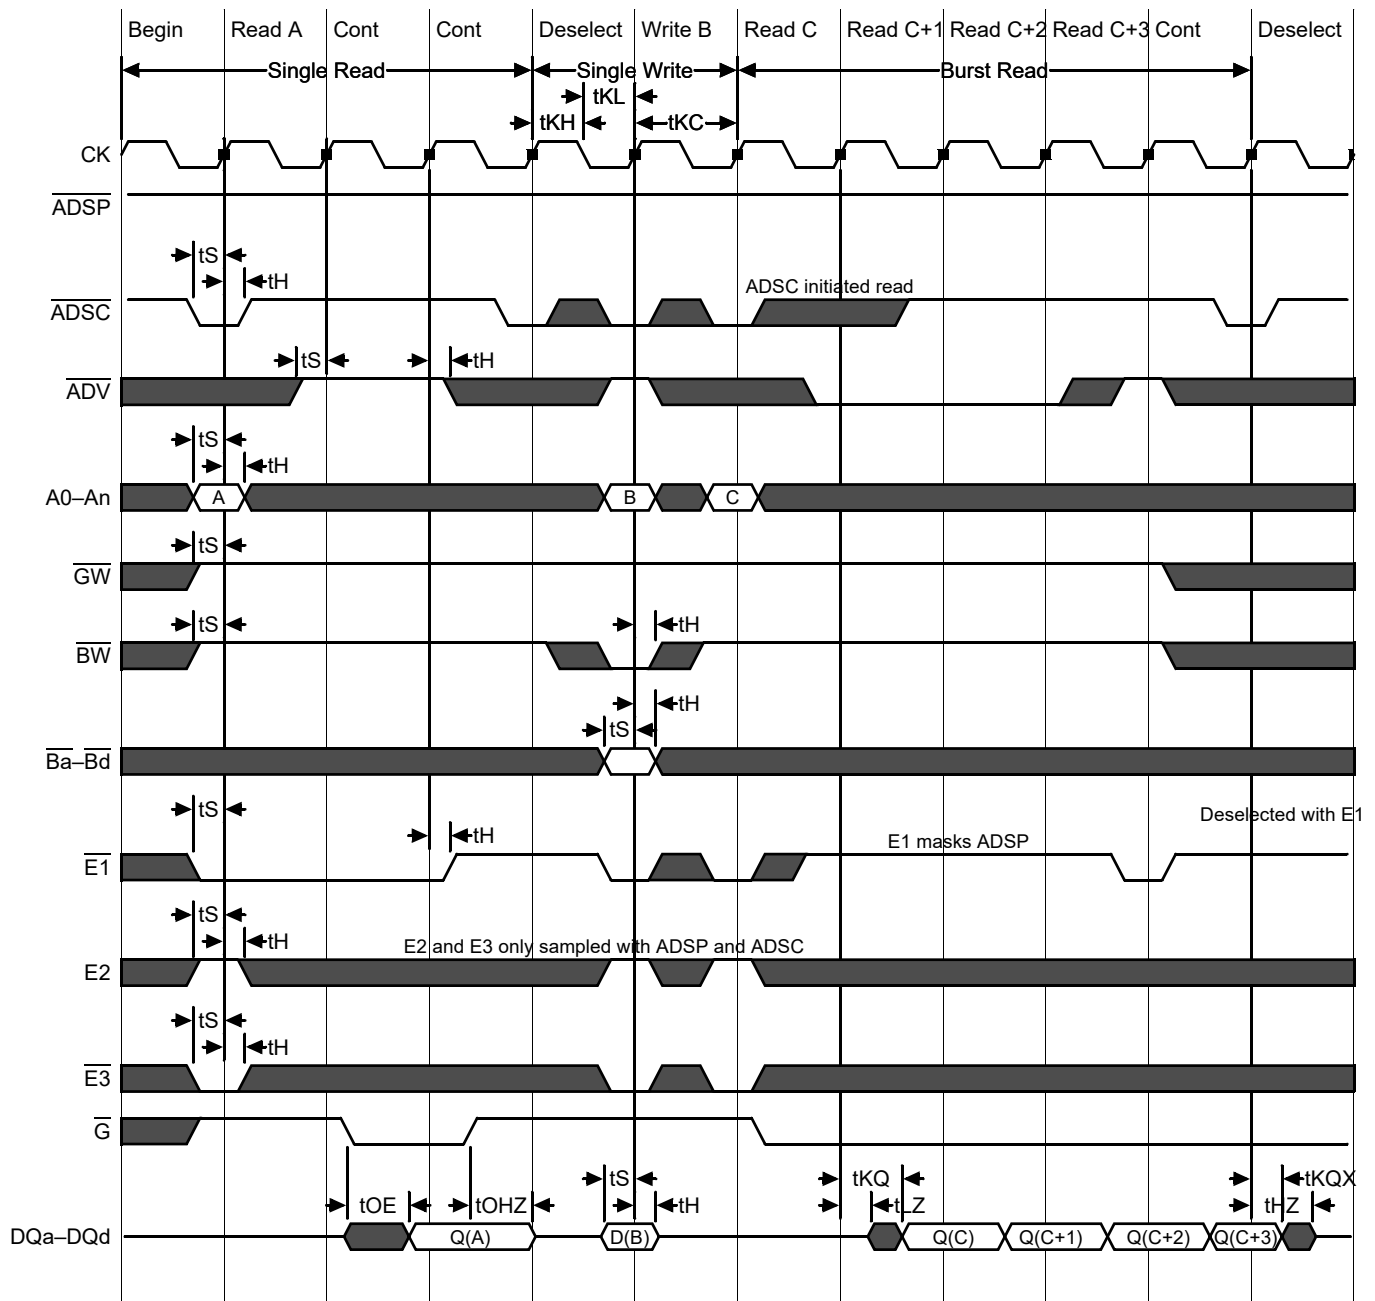 Begin Read A Cont Cont Deselect Write B Read C Read C+1 Read C+2 Read C+3 Cont Deselect
Single Read Single Write Burst Read
tKL
tKH tKC
CK
ADSP
tS
tH
ADSC initiated read
ADSC
tS tH
ADV
tS
tH
A0–An A B C
tS
GW
tS tH
BW
tH
tS
Ba–Bd
tS Deselected with E1
tH E1 masks ADSP
E1
tS
tH E2 and E3 only sampled with ADSP and ADSC
E2
tS
tH
E3
G
tS tKQ tKQX
tOE tOHZ tH tLZ tHZ
DQa–DQd Q(A) D(B) Q(C) Q(C+1) Q(C+2) Q(C+3)